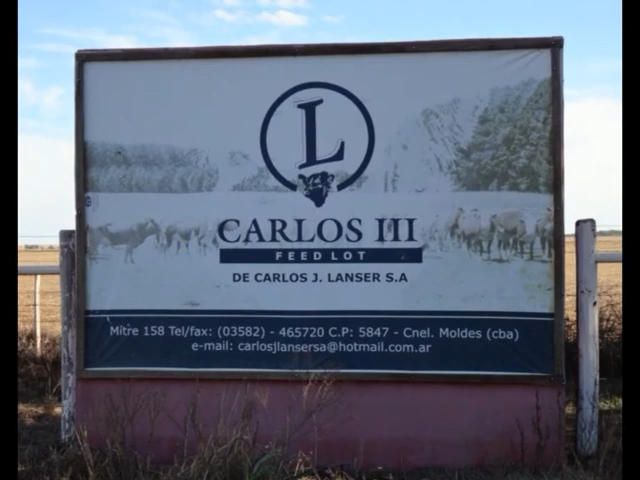 L
CARLOS III
FEED LOT
DE CARLOS J. LANSER S.A
Mitre 158 Tel/fax: (03582) - 465720 C.P: 5847 - Cnel. Moldes (cba)
e-mail: carlosjlansersa@hotmail.com.ar